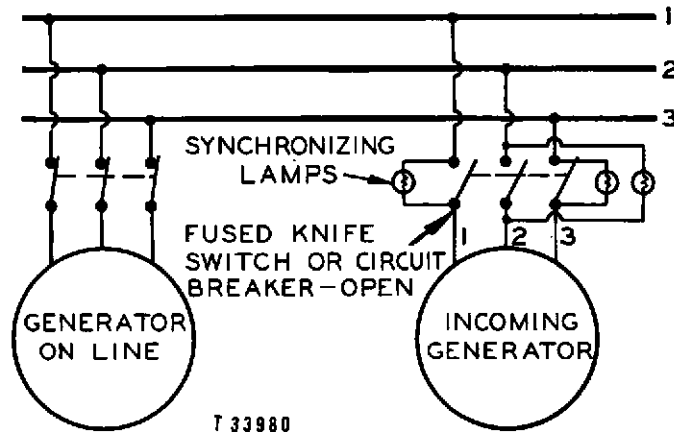 1
2
3
SYNCHRONIZING
LAMPS
FUSED KNIFE
SWITCH OR CIRCUIT
BREAKER-OPEN
1 2 3
GENERATOR
ON LINE
INCOMING
GENERATOR
T 33980